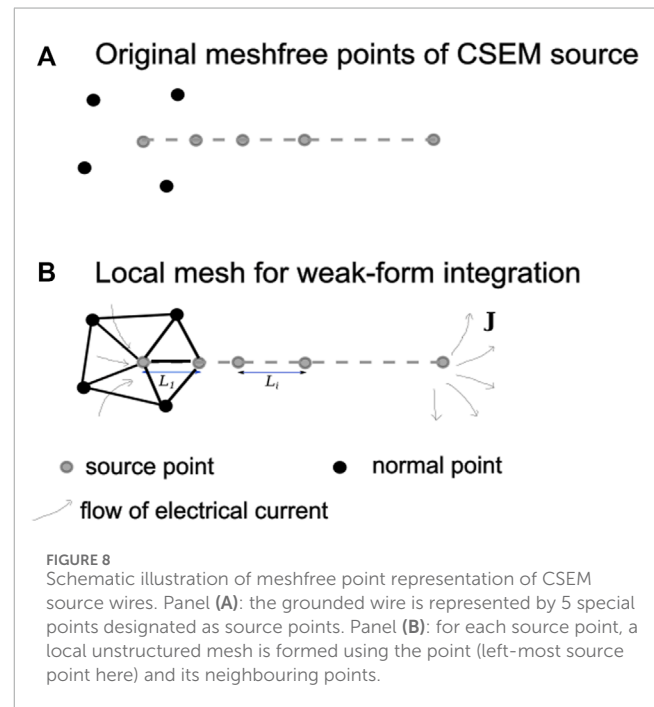 A Original meshfree points of CSEM source
B Local mesh for weak-form integration
J
L1 Li
source point normal point
flow of electrical current
FIGURE 8
Schematic illustration of meshfree point representation of CSEM
source wires. Panel (A): the grounded wire is represented by 5 special
points designated as source points. Panel (B): for each source point, a
local unstructured mesh is formed using the point (left-most source
point here) and its neighbouring points.